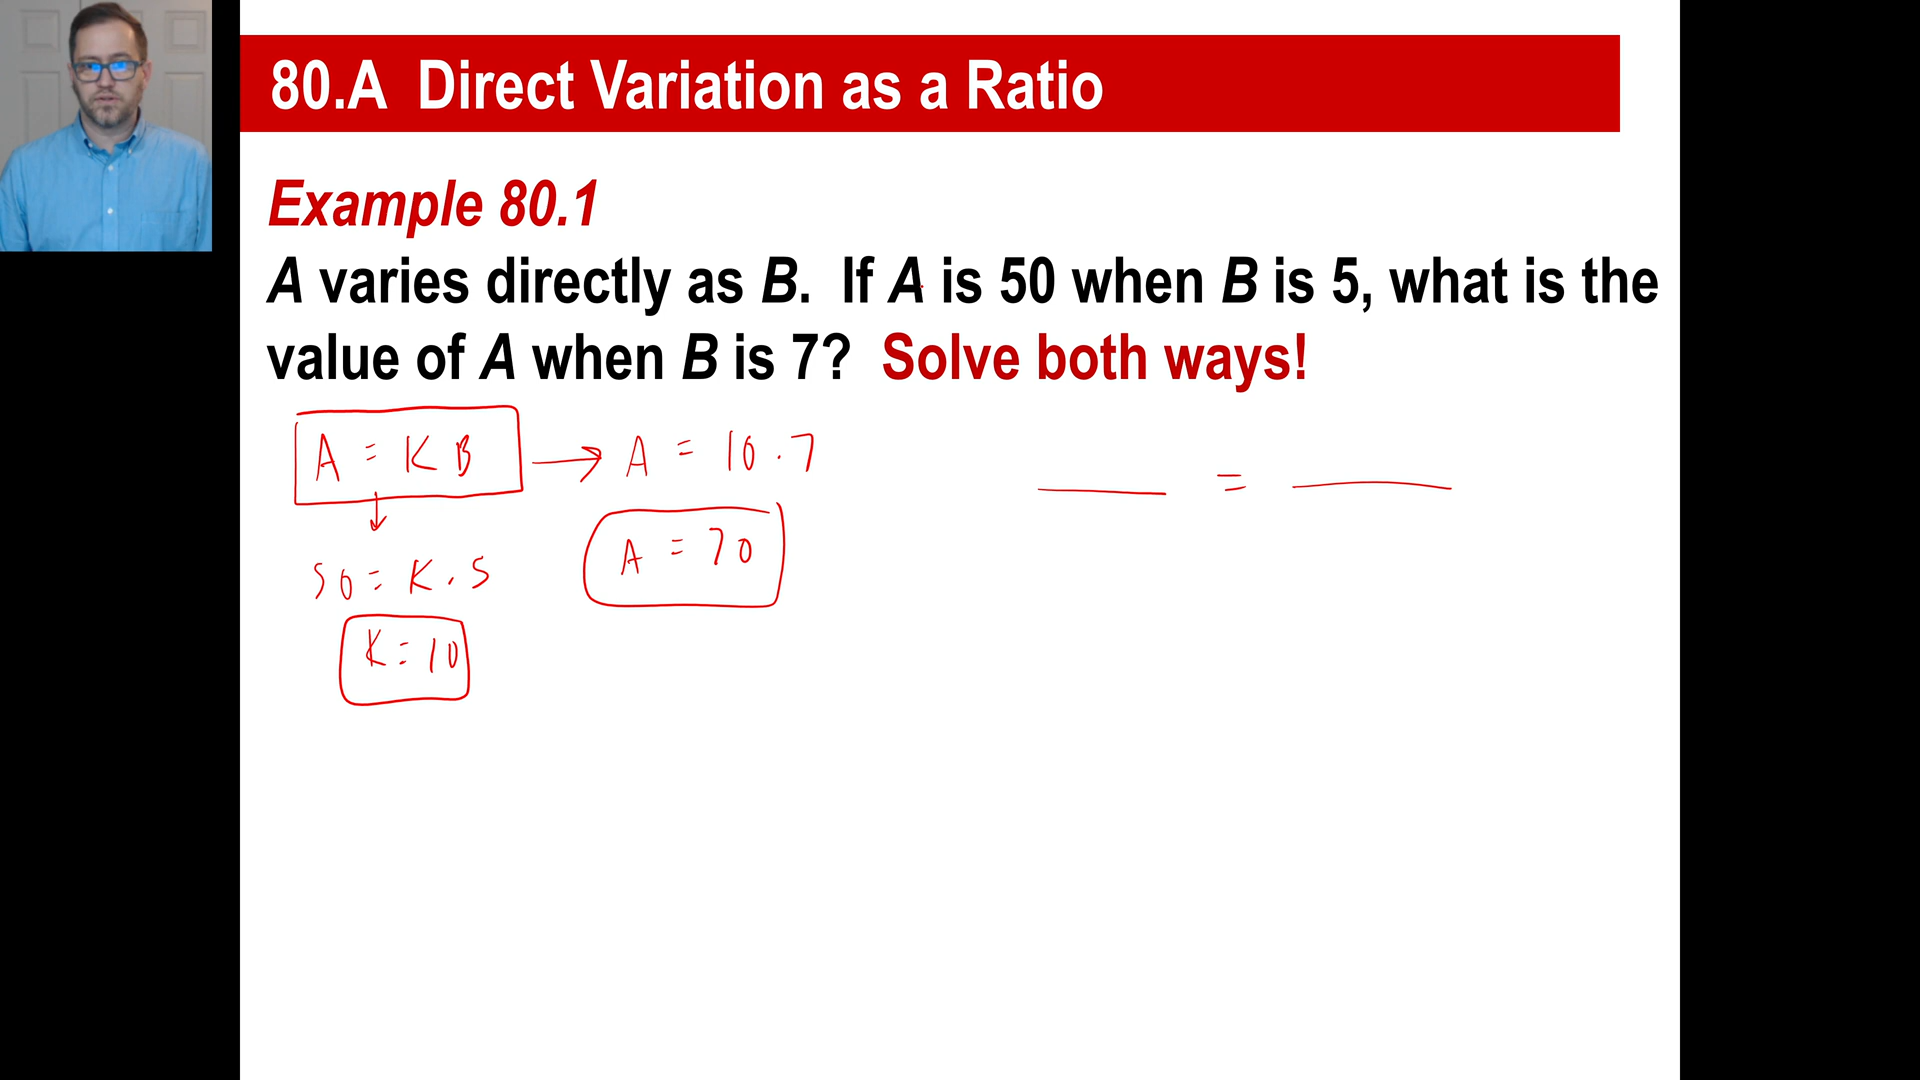 80.A Direct Variation as a Ratio
Example 80.1
A varies directly as B. If A is 50 when B is 5, what is the
value of A when B is 7? Solve both ways!
A = KB → A = 10 . 7
=
A = 70
50 = K . 5
K = 10